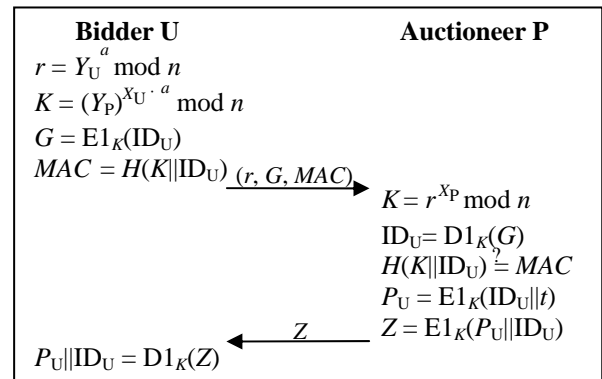 Bidder U
r = Y_U^a mod n
K = (Y_P)^{X_U · a} mod n
G = E1_K(ID_U)
MAC = H(K||ID_U)
(r, G, MAC)
Auctioneer P
K = r^{X_P} mod n
ID_U= D1_K(G)
H(K||ID_U) ?= MAC
P_U = E1_K(ID_U||t)
Z = E1_K(P_U||ID_U)
Z
P_U||ID_U = D1_K(Z)